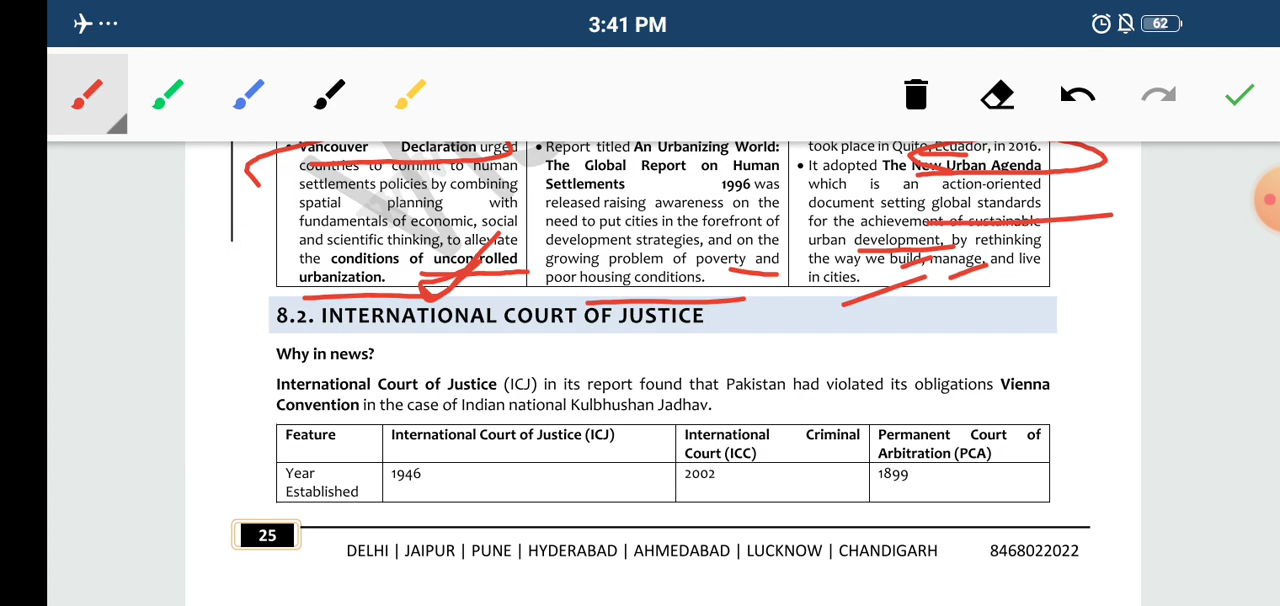 3:41 PM
62
Vancouver Declaration urged
countries to commit to human
settlements policies by combining
spatial planning with
fundamentals of economic, social
and scientific thinking, to alleviate
the conditions of uncontrolled
urbanization.
• Report titled An Urbanizing World:
The Global Report on Human
Settlements 1996 was
released raising awareness on the
need to put cities in the forefront of
development strategies, and on the
growing problem of poverty and
poor housing conditions.
took place in Quito, Ecuador, in 2016.
• It adopted The New Urban Agenda
which is an action-oriented
document setting global standards
for the achievement of sustainable
urban development, by rethinking
the way we build, manage, and live
in cities.
8.2. INTERNATIONAL COURT OF JUSTICE
Why in news?
International Court of Justice (ICJ) in its report found that Pakistan had violated its obligations Vienna
Convention in the case of Indian national Kulbhushan Jadhav.
Feature International Court of Justice (ICJ) International Criminal Permanent Court of
Court (ICC) Arbitration (PCA)
Year 1946 2002 1899
Established
25
DELHI | JAIPUR | PUNE | HYDERABAD | AHMEDABAD | LUCKNOW | CHANDIGARH 8468022022